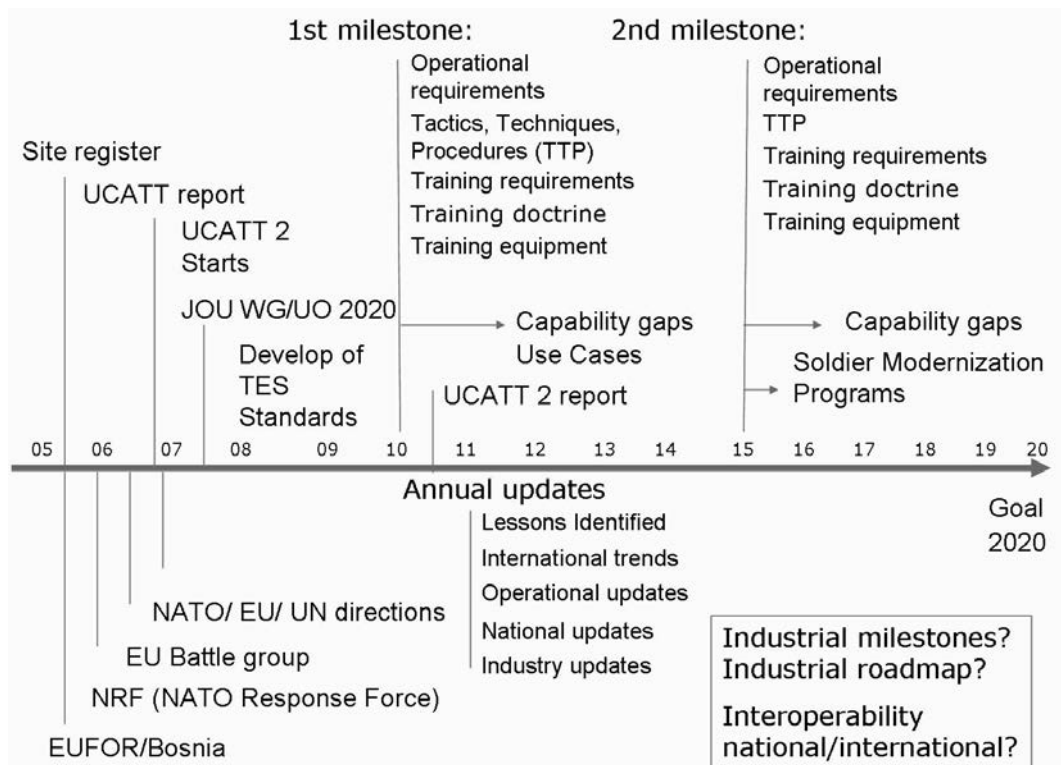 1st milestone:
2nd milestone:
Operational
requirements
Tactics, Techniques,
Procedures (TTP)
Training requirements
Training doctrine
Training equipment
Operational
requirements
TTP
Training requirements
Training doctrine
Training equipment
Site register
UCATT report
UCATT 2
Starts
JOU WG/UO 2020
Develop of
TES
Standards
Capability gaps
Use Cases
UCATT 2 report
Capability gaps
Soldier Modernization
Programs
05 06 07 08 09 10 11 12 13 14 15 16 17 18 19 20
Annual updates
Lessons Identified
International trends
Operational updates
National updates
Industry updates
Goal
2020
NATO/ EU/ UN directions
EU Battle group
NRF (NATO Response Force)
EUFOR/Bosnia
Industrial milestones?
Industrial roadmap?
Interoperability
national/international?